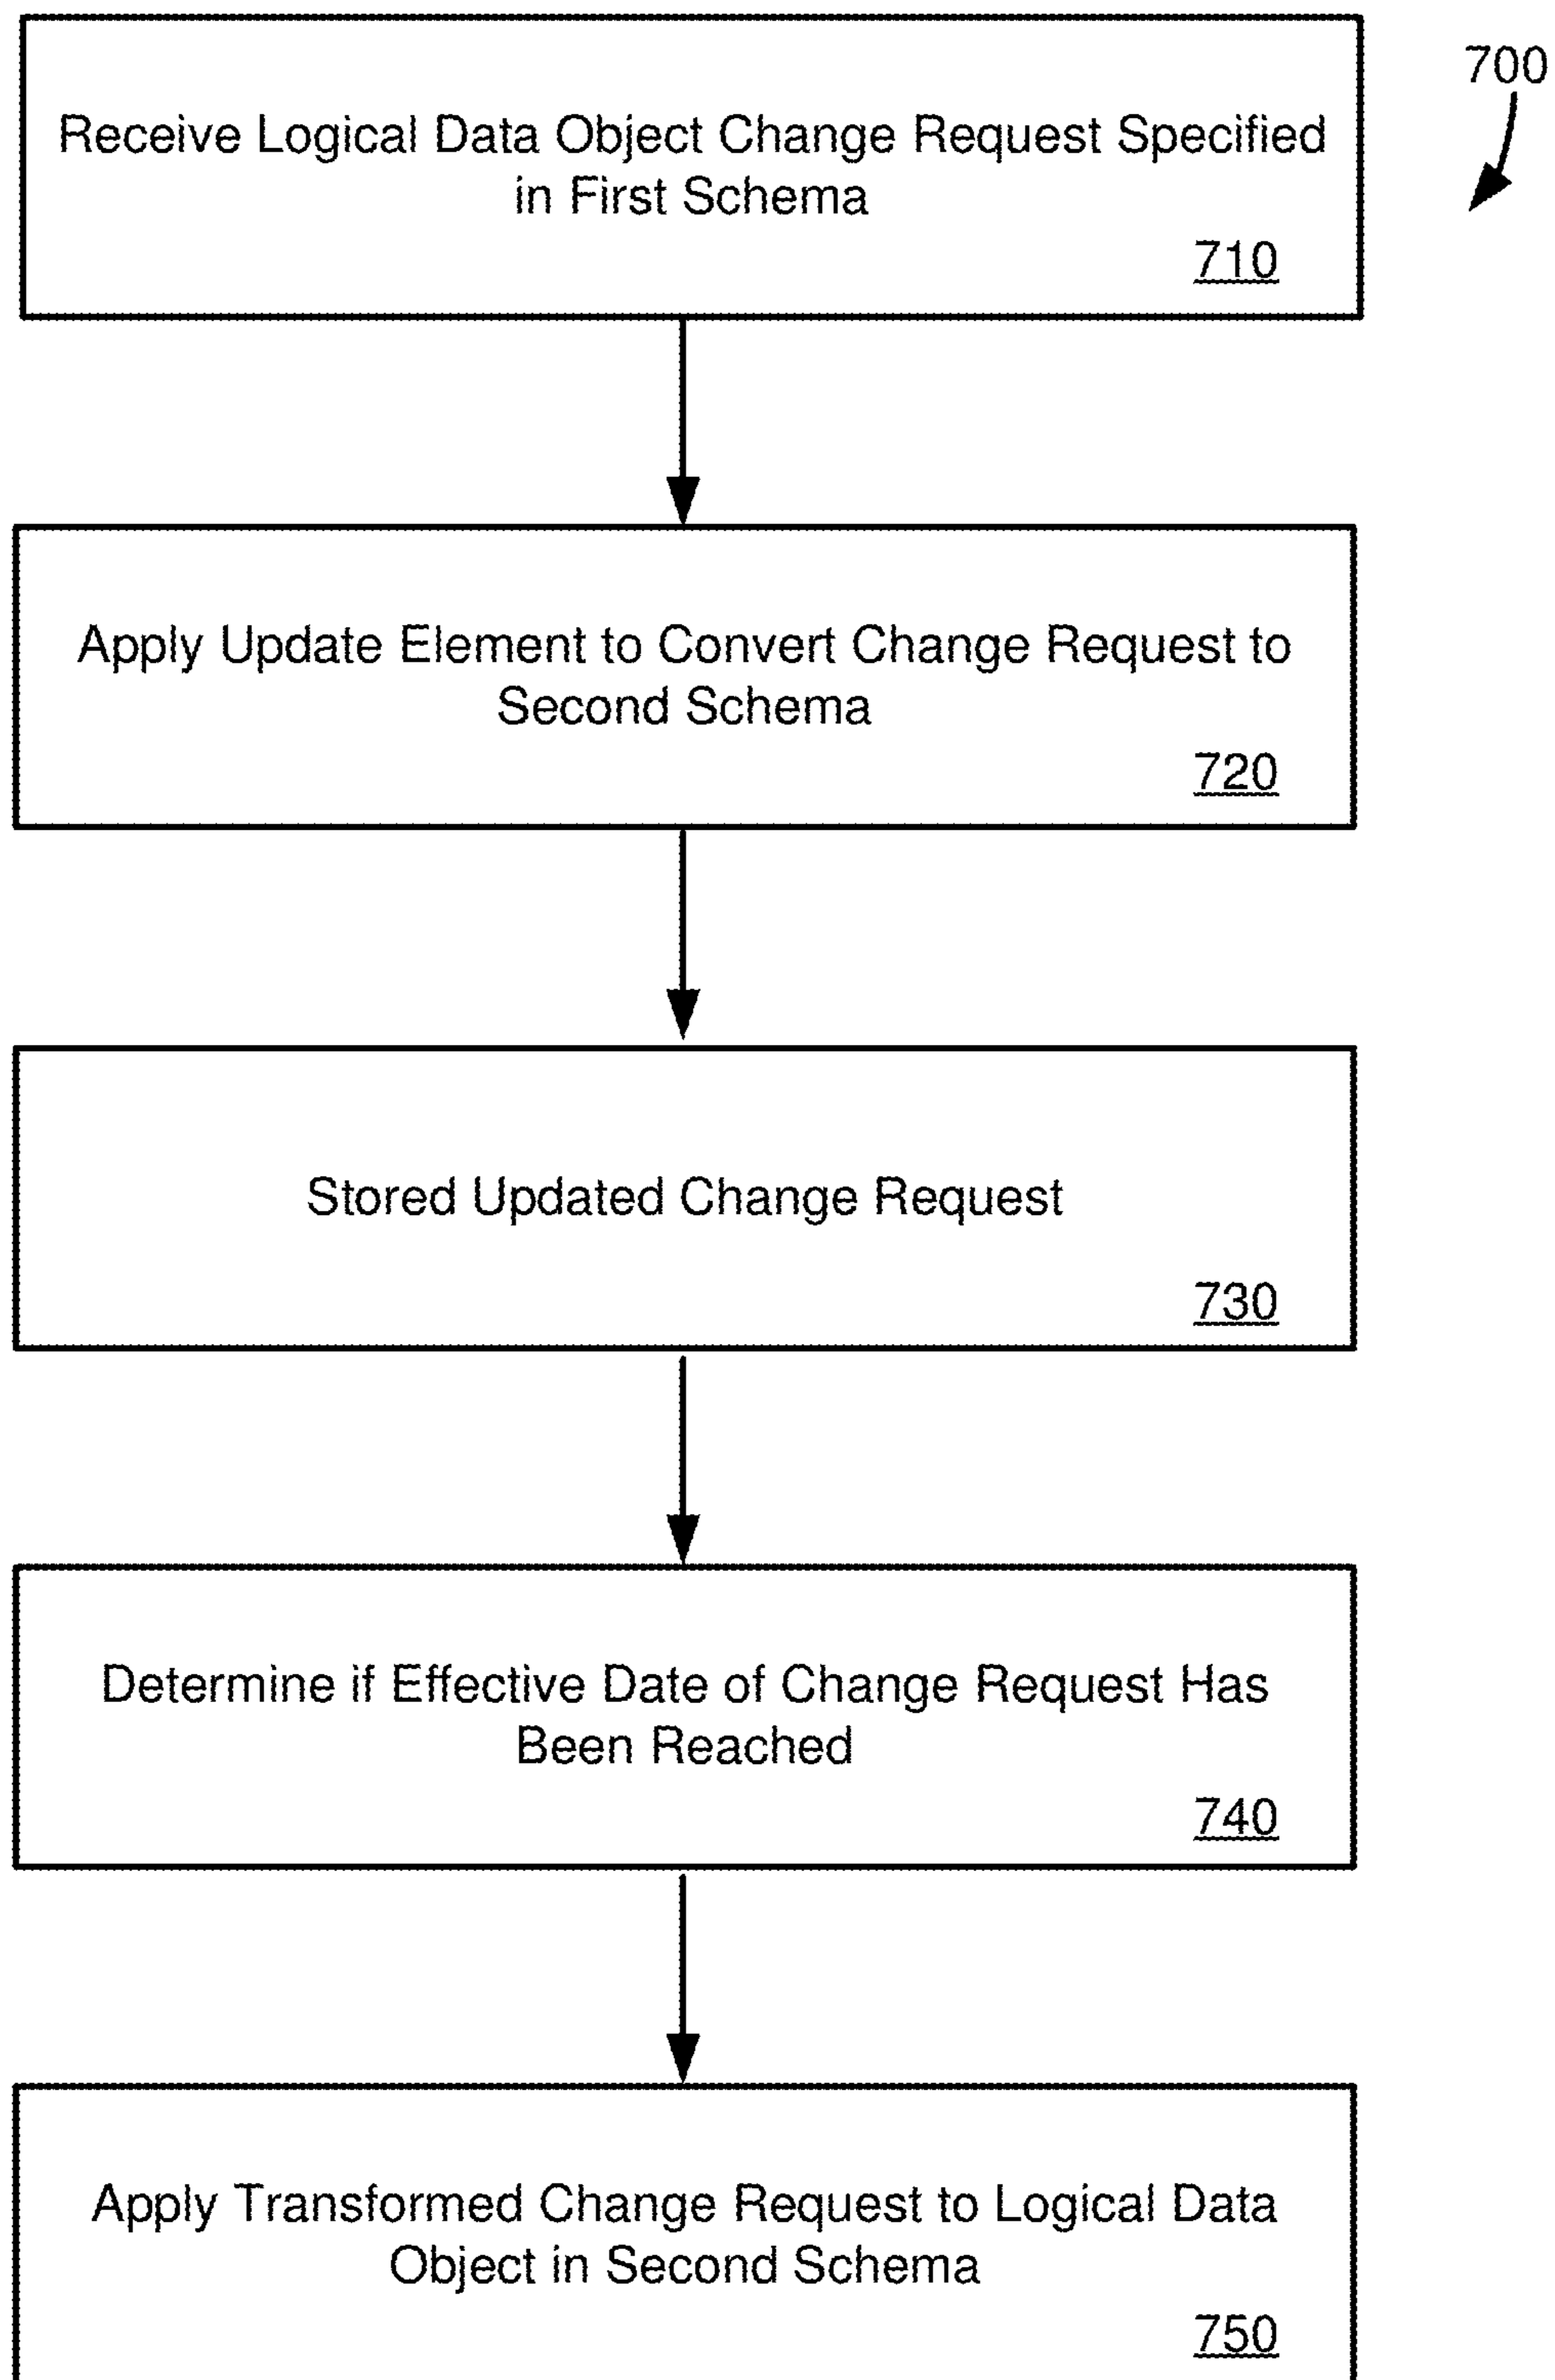 700
Receive Logical Data Object Change Request Specified
in First Schema
710
Apply Update Element to Convert Change Request to
Second Schema
720
Stored Updated Change Request
730
Determine if Effective Date of Change Request Has
Been Reached
740
Apply Transformed Change Request to Logical Data
Object in Second Schema
750